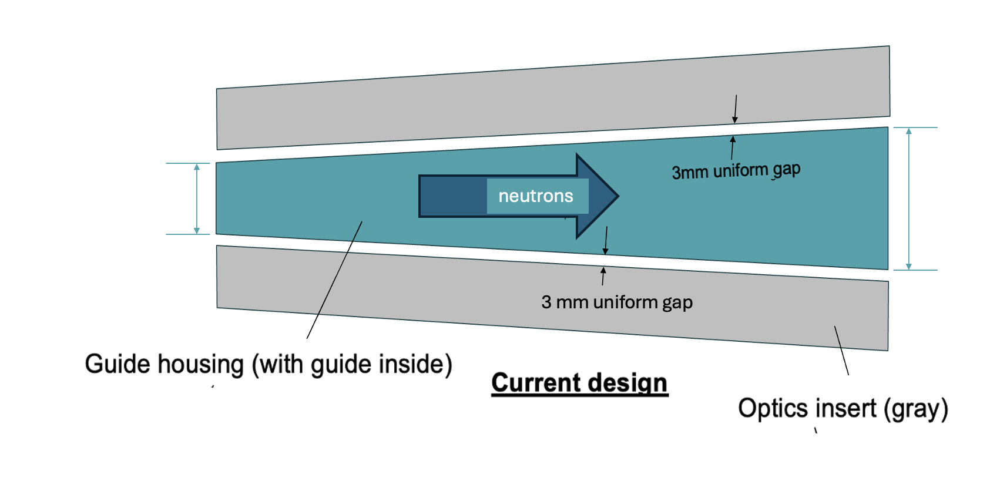 3mm uniform gap
neutrons
3 mm uniform gap
Guide housing (with guide inside)
Current design
Optics insert (gray)